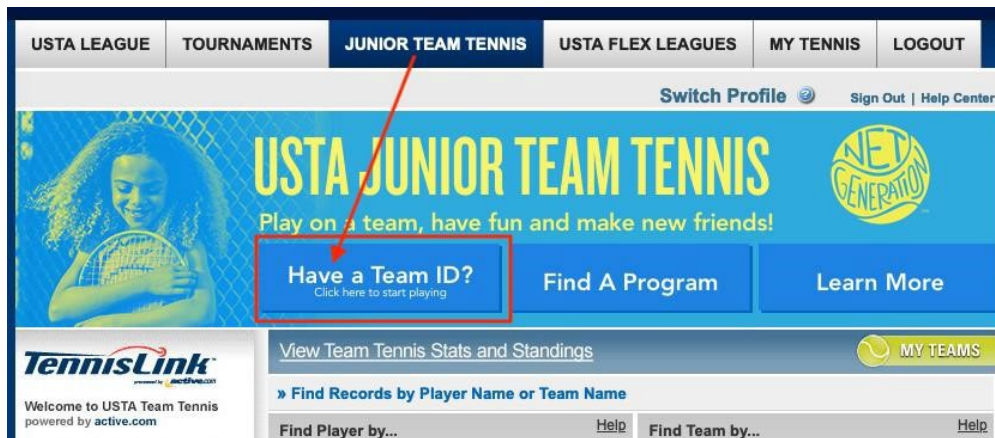 USTA LEAGUE TOURNAMENTS JUNIOR TEAM TENNIS USTA FLEX LEAGUES MY TENNIS LOGOUT
Switch Profile Sign Out | Help Center
USTA JUNIOR TEAM TENNIS
NET GENERATION
Play on a team, have fun and make new friends!
Have a Team ID? Find A Program Learn More
Click here to start playing
TennisLink View Team Tennis Stats and Standings MY TEAMS
powered by active.com
» Find Records by Player Name or Team Name
Welcome to USTA Team Tennis
powered by active.com
Find Player by... Help Find Team by... Help